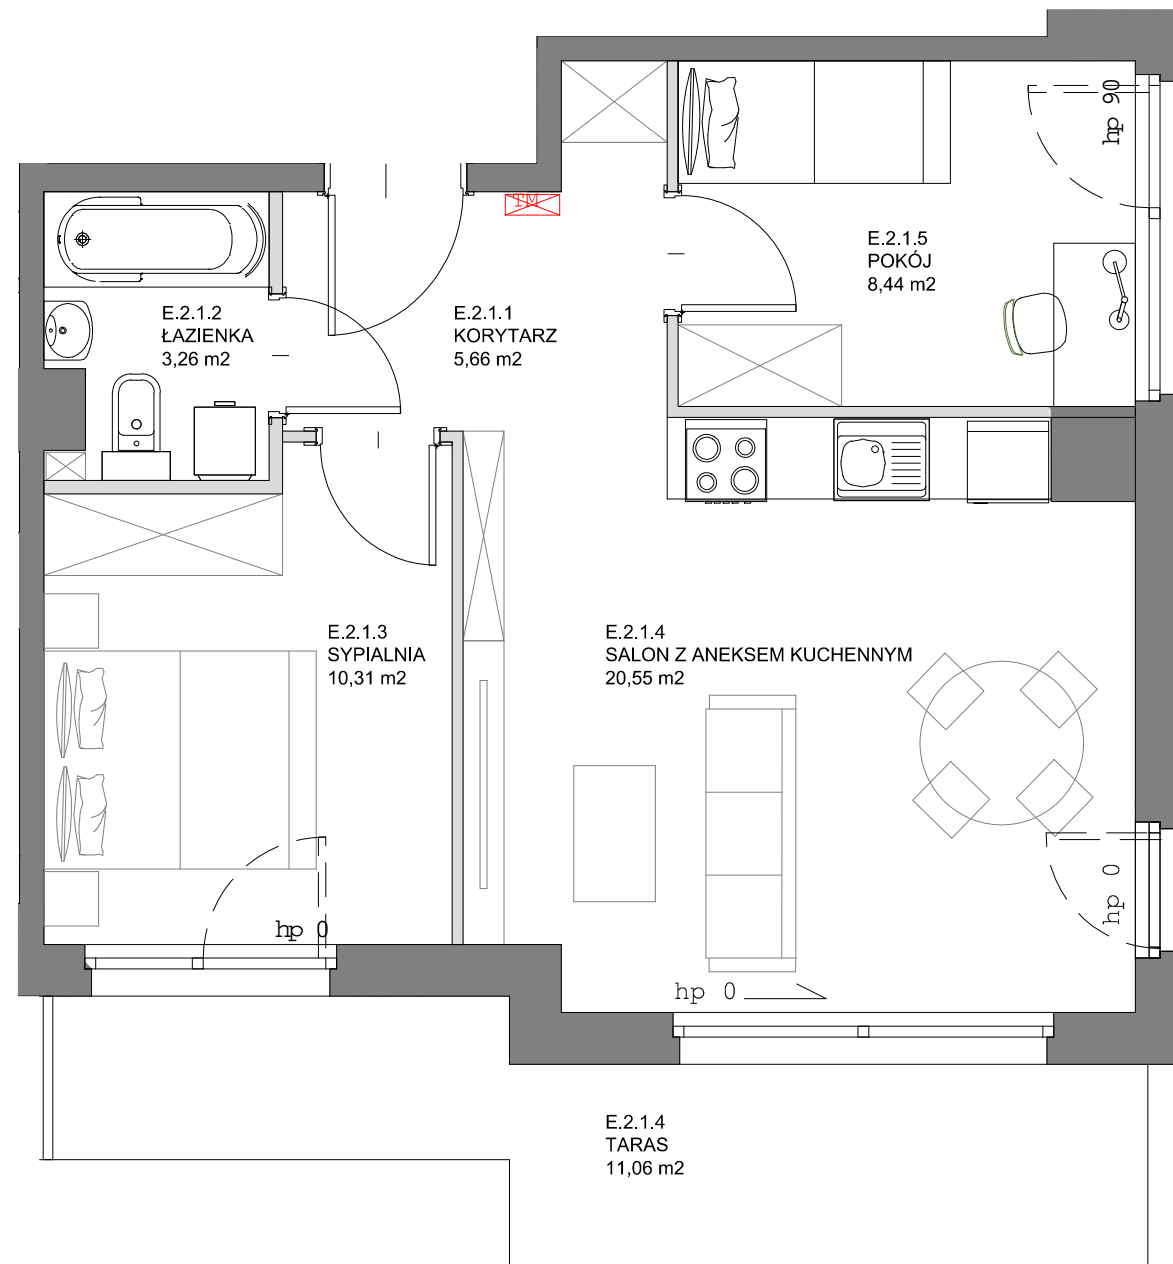 hp 90
TM
E.2.1.5
POKÓJ
8,44 m2
E.2.1.2
ŁAZIENKA
3,26 m2
E.2.1.1
KORYTARZ
5,66 m2
E.2.1.3
SYPIALNIA
10,31 m2
E.2.1.4
SALON Z ANEKSEM KUCHENNYM
20,55 m2
hp 0
hp 0
hp 0
E.2.1.4
TARAS
11,06 m2